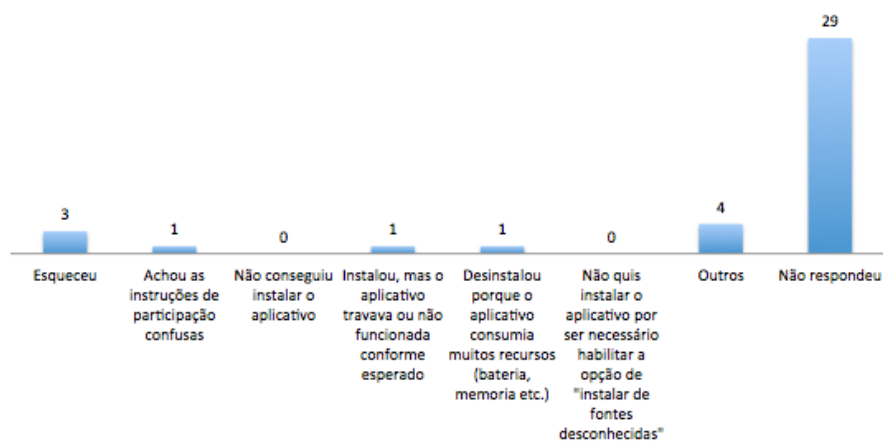 29
3
1
0
1
1
0
4
Esqueceu
Achou as
instruções de
participação
confusas
Não conseguiu
instalar o
aplicativo
Instalou, mas o
aplicativo
travava ou não
funcionada
conforme
esperado
Desinstalou
porque o
aplicativo
consumia
muitos recursos
(bateria,
memoria etc.)
Não quis
instalar o
aplicativo por
ser necessário
habilitar a
opção de
"instalar de
fontes
desconhecidas"
Outros
Não respondeu